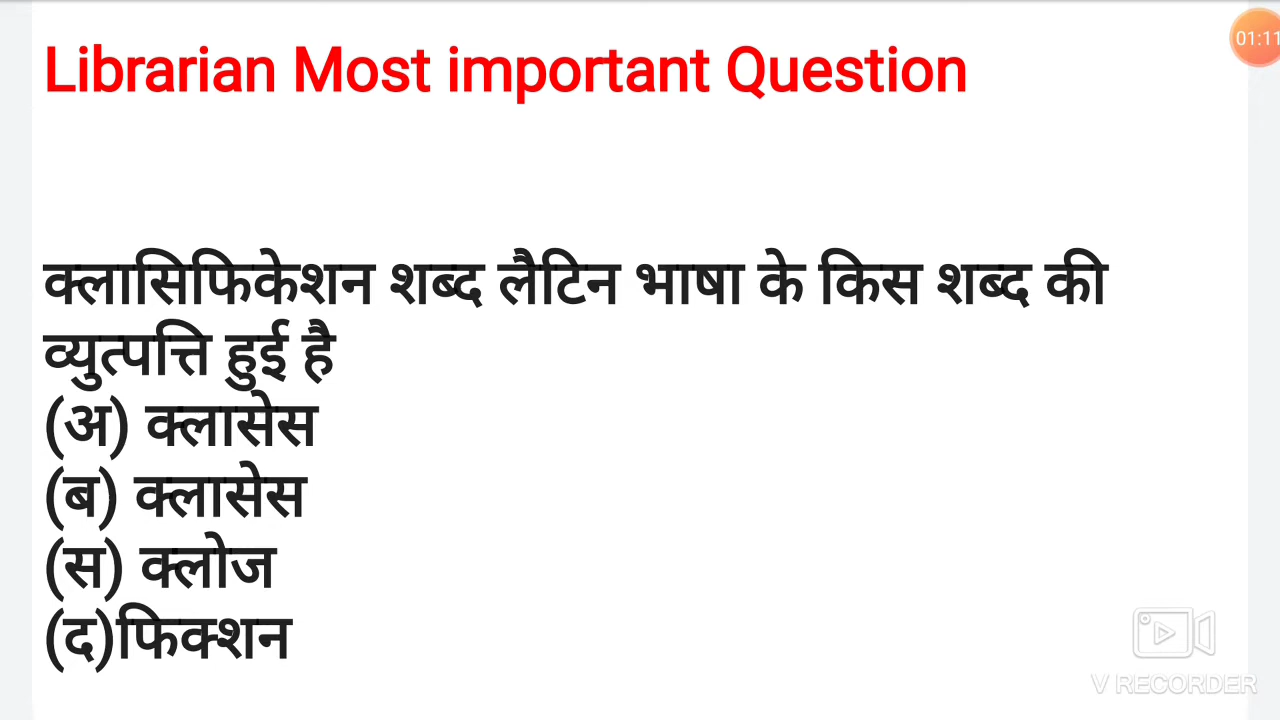 Librarian Most important Question
01:11
क्लासिफिकेशन शब्द लैटिन भाषा के किस शब्द की
व्युत्पत्ति हुई है
(अ) क्लासेस
(ब) क्लासेस
(स) क्लोज
(द)फिक्शन
V RECORDER